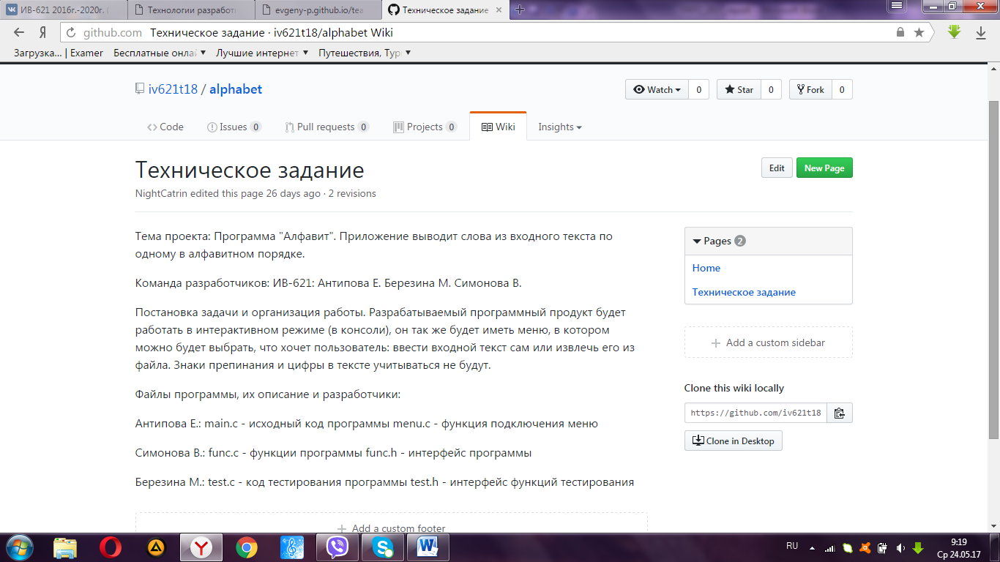 ИВ-621 2016г.-2020г. (
Технологии разработ
evgeny-p.github.io/tea
Техническое задание
github.com Техническое задание · iv621t18/alphabet Wiki
Загрузка... | Examer Бесплатные онла Лучшие интернет Путешествия, Тур
iv621t18 / alphabet
Watch 0 Star 0 Fork 0
Code Issues 0 Pull requests 0 Projects 0 Wiki Insights
Техническое задание
Edit New Page
NightCatrin edited this page 26 days ago · 2 revisions
Тема проекта: Программа "Алфавит". Приложение выводит слова из входного текста по
одному в алфавитном порядке.
Команда разработчиков: ИВ-621: Антипова Е. Березина М. Симонова В.
Постановка задачи и организация работы. Разрабатываемый программный продукт будет
работать в интерактивном режиме (в консоли), он так же будет иметь меню, в котором
можно будет выбрать, что хочет пользователь: ввести входной текст сам или извлечь его из
файла. Знаки препинания и цифры в тексте учитываться не будут.
Файлы программы, их описание и разработчики:
Антипова Е.: main.c - исходный код программы menu.c - функция подключения меню
Симонова В.: func.c - функции программы func.h - интерфейс программы
Березина М.: test.c - код тестирования программы test.h - интерфейс функций тестирования
Add a custom footer
Pages 2
Home
Техническое задание
Add a custom sidebar
Clone this wiki locally
https://github.com/iv621t18
Clone in Desktop
RU
9:19
Ср 24.05.17